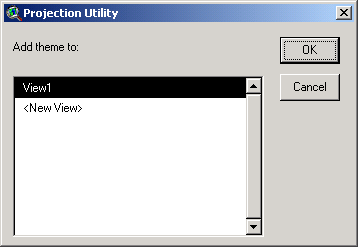 Projection Utility
Add theme to:
OK
View1
Cancel
<New View>